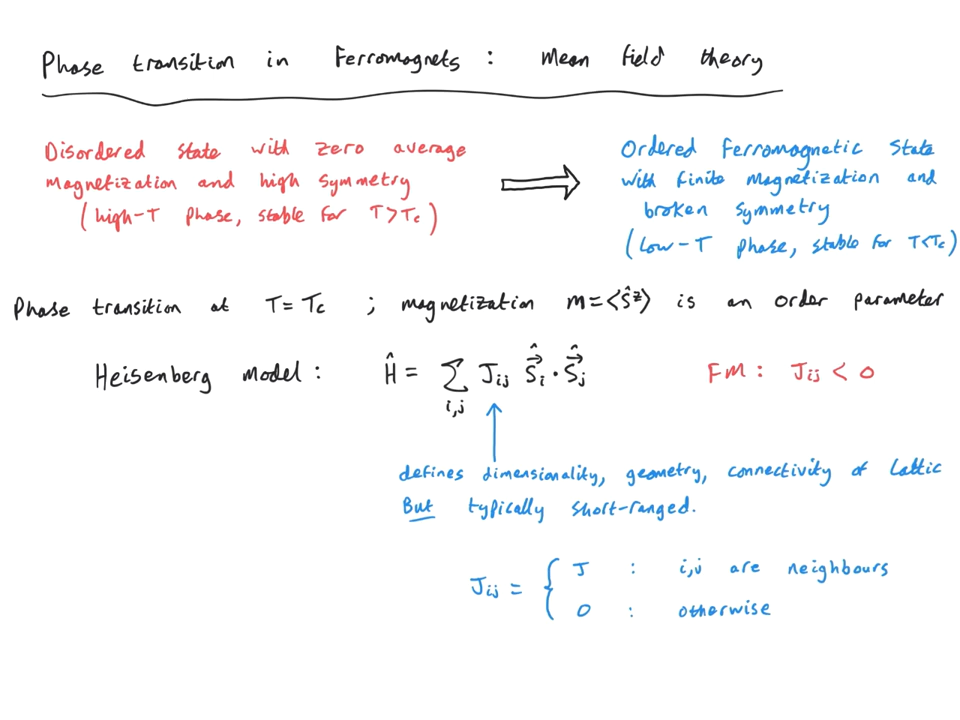 Phase transition in Ferromagnets : mean field theory
Disordered state with zero average
magnetization and high symmetry
(high-T phase, stable for T>Tc)
⟹
Ordered Ferromagnetic State
with finite magnetization and
broken symmetry
(low-T phase, stable for T<Tc)
Phase transition at T=Tc ; magnetization m=⟨Ŝᶻ⟩ is an order parameter
Heisenberg model : Ĥ = ∑ Jij Ŝ⃗i · Ŝ⃗j FM : Jij < 0
i,j
defines dimensionality, geometry, connectivity of lattic
But typically short-ranged.
Jij = { J : i,j are neighbours
0 : otherwise